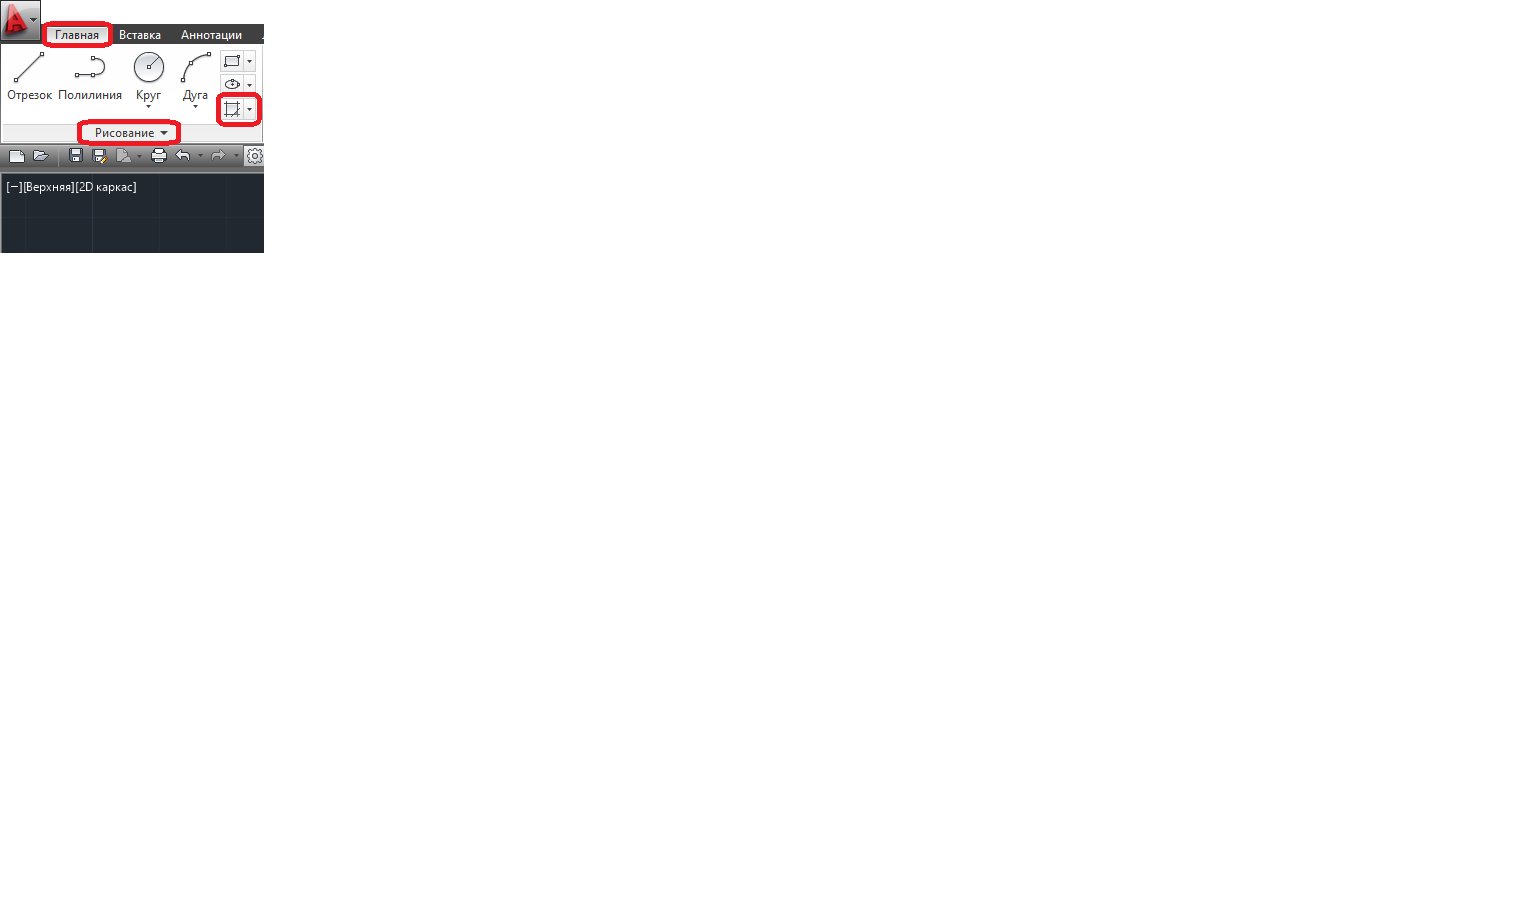 Главная Вставка Аннотации
Отрезок Полилиния Круг Дуга
Рисование
[−][Верхняя][2D каркас]